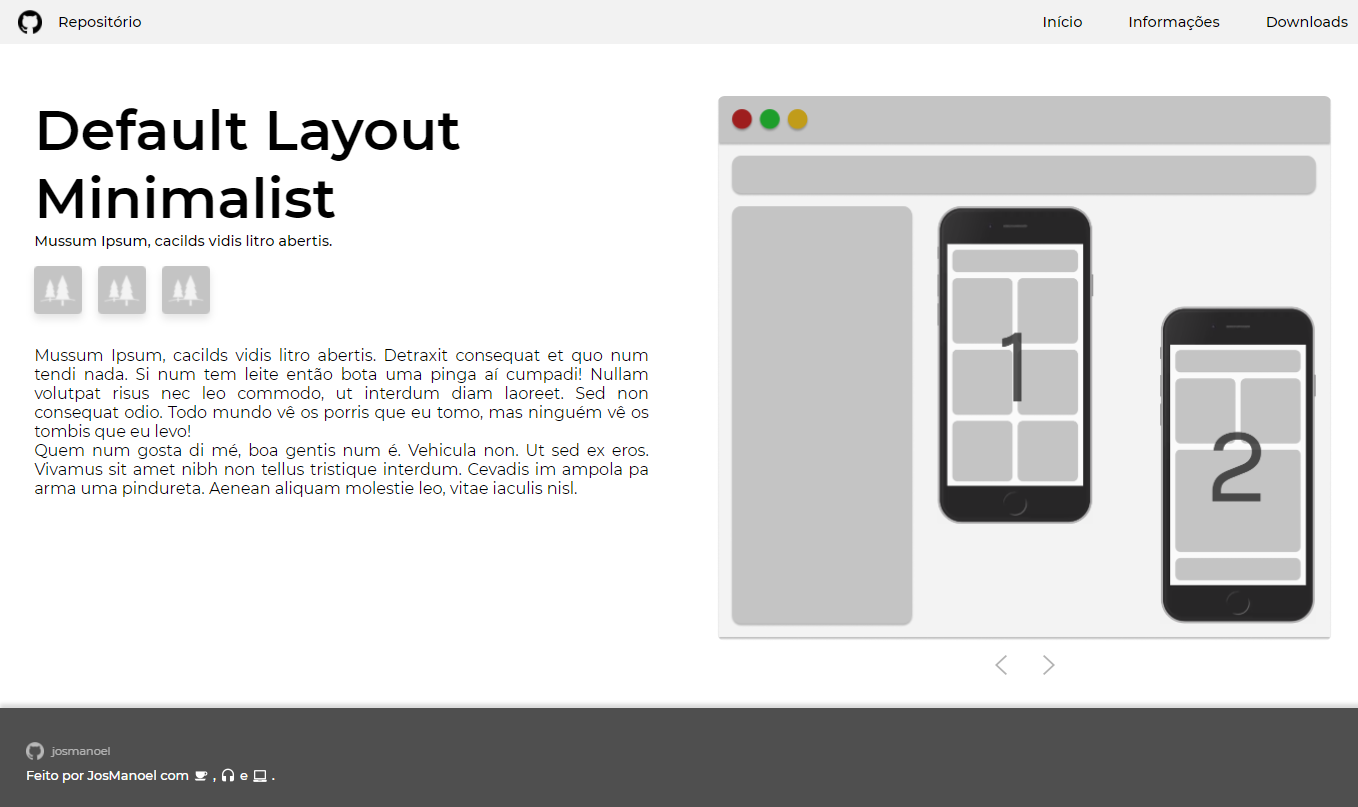 Repositório
Início
Informações
Downloads
Default Layout
Minimalist
Mussum Ipsum, cacilds vidis litro abertis.
Mussum Ipsum, cacilds vidis litro abertis. Detraxit consequat et quo num
tendi nada. Si num tem leite então bota uma pinga aí cumpadi! Nullam
volutpat risus nec leo commodo, ut interdum diam laoreet. Sed non
consequat odio. Todo mundo vê os porris que eu tomo, mas ninguém vê os
tombis que eu levo!
Quem num gosta di mé, boa gentis num é. Vehicula non. Ut sed ex eros.
Vivamus sit amet nibh non tellus tristique interdum. Cevadis im ampola pa
arma uma pindureta. Aenean aliquam molestie leo, vitae iaculis nisl.
1
2
josmanoel
Feito por JosManoel com , e .